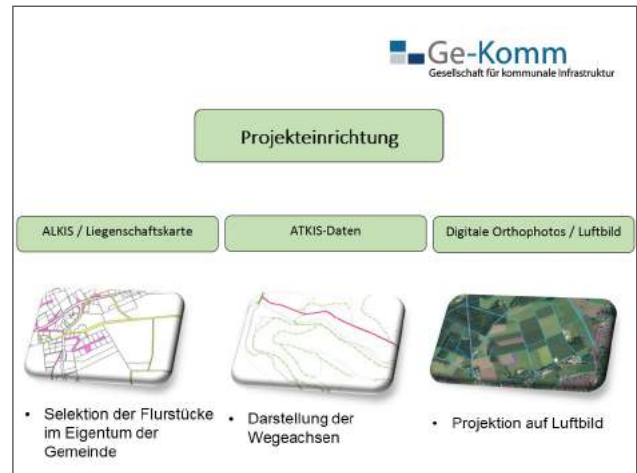 Ge-Komm
Gesellschaft für kommunale Infrastruktur
Projekteinrichtung
ALKIS / Liegenschaftskarte
ATKIS-Daten
Digitale Orthophotos / Luftbild
• Selektion der Flurstücke
im Eigentum der
Gemeinde
• Darstellung der
Wegeachsen
• Projektion auf Luftbild